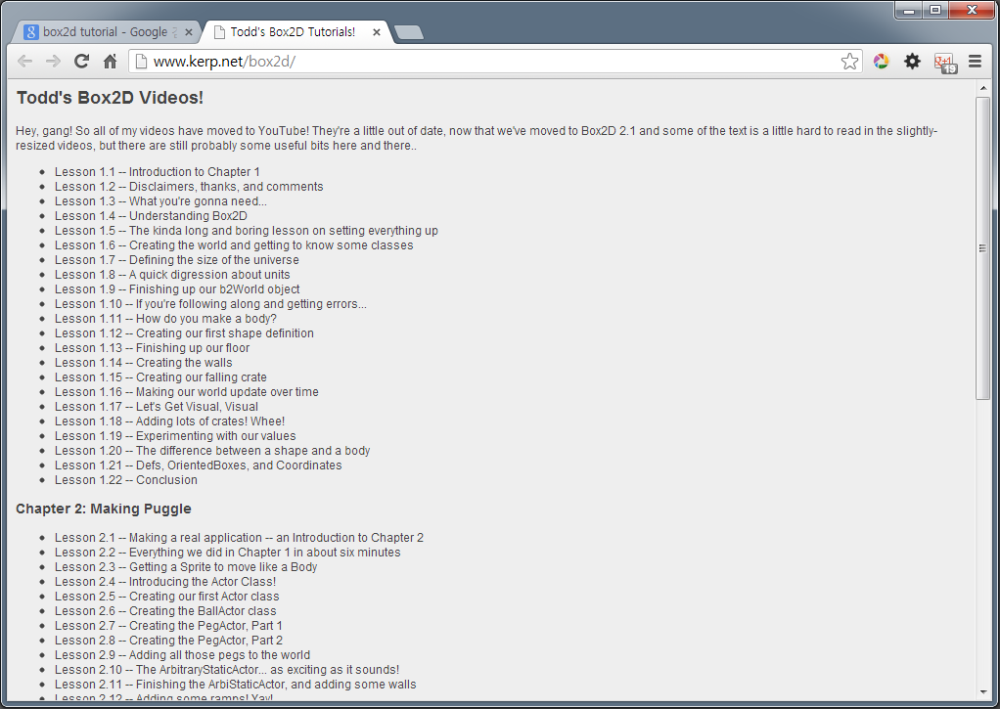 box2d tutorial - Google
Todd's Box2D Tutorials!
www.kerp.net/box2d/
19
Todd's Box2D Videos!
Hey, gang! So all of my videos have moved to YouTube! They're a little out of date, now that we've moved to Box2D 2.1 and some of the text is a little hard to read in the slightly-
resized videos, but there are still probably some useful bits here and there..
Lesson 1.1 -- Introduction to Chapter 1
Lesson 1.2 -- Disclaimers, thanks, and comments
Lesson 1.3 -- What you're gonna need...
Lesson 1.4 -- Understanding Box2D
Lesson 1.5 -- The kinda long and boring lesson on setting everything up
Lesson 1.6 -- Creating the world and getting to know some classes
Lesson 1.7 -- Defining the size of the universe
Lesson 1.8 -- A quick digression about units
Lesson 1.9 -- Finishing up our b2World object
Lesson 1.10 -- If you're following along and getting errors...
Lesson 1.11 -- How do you make a body?
Lesson 1.12 -- Creating our first shape definition
Lesson 1.13 -- Finishing up our floor
Lesson 1.14 -- Creating the walls
Lesson 1.15 -- Creating our falling crate
Lesson 1.16 -- Making our world update over time
Lesson 1.17 -- Let's Get Visual, Visual
Lesson 1.18 -- Adding lots of crates! Whee!
Lesson 1.19 -- Experimenting with our values
Lesson 1.20 -- The difference between a shape and a body
Lesson 1.21 -- Defs, OrientedBoxes, and Coordinates
Lesson 1.22 -- Conclusion
Chapter 2: Making Puggle
Lesson 2.1 -- Making a real application -- an Introduction to Chapter 2
Lesson 2.2 -- Everything we did in Chapter 1 in about six minutes
Lesson 2.3 -- Getting a Sprite to move like a Body
Lesson 2.4 -- Introducing the Actor Class!
Lesson 2.5 -- Creating our first Actor class
Lesson 2.6 -- Creating the BallActor class
Lesson 2.7 -- Creating the PegActor, Part 1
Lesson 2.8 -- Creating the PegActor, Part 2
Lesson 2.9 -- Adding all those pegs to the world
Lesson 2.10 -- The ArbitraryStaticActor... as exciting as it sounds!
Lesson 2.11 -- Finishing the ArbiStaticActor, and adding some walls
Lesson 2.12 -- Adding some ramps! Yay!